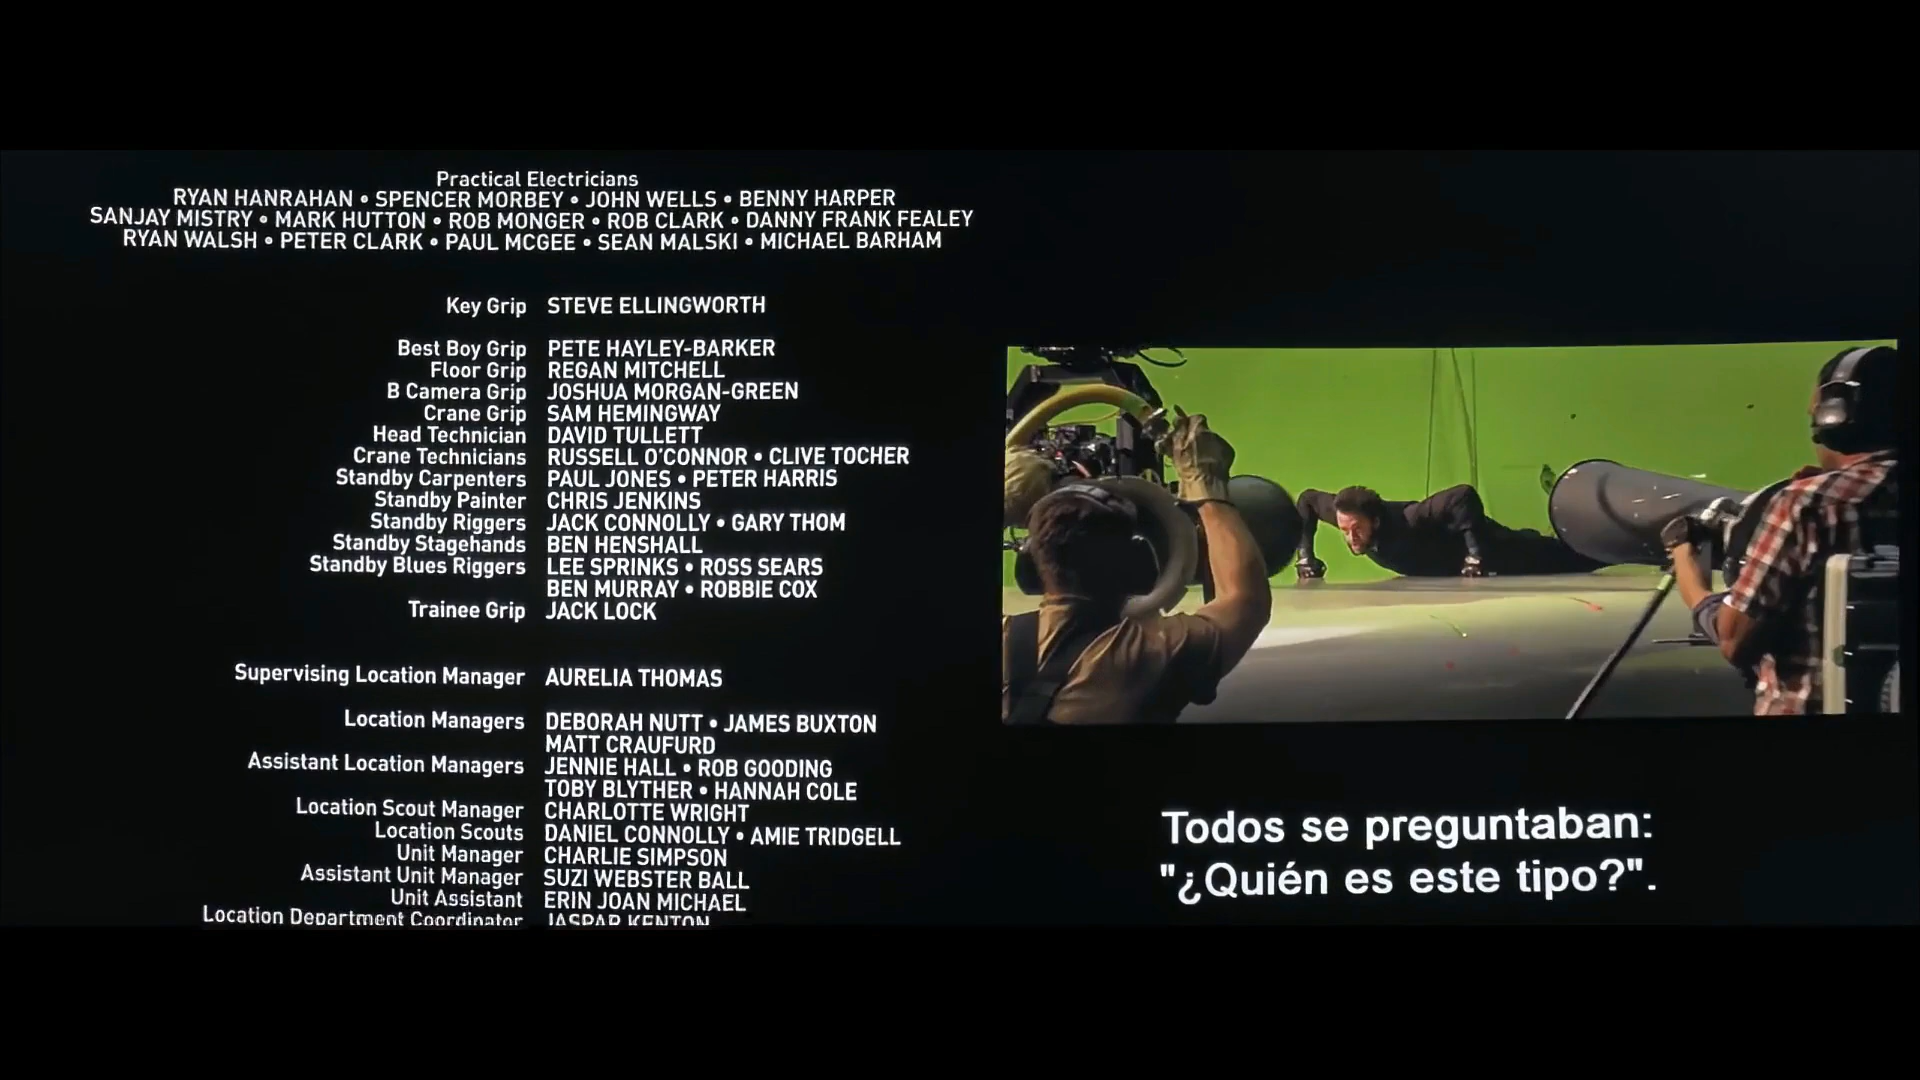 Practical Electricians
RYAN HANRAHAN • SPENCER MORBEY • JOHN WELLS • BENNY HARPER
SANJAY MISTRY • MARK HUTTON • ROB MONGER • ROB CLARK • DANNY FRANK FEALEY
RYAN WALSH • PETER CLARK • PAUL MCGEE • SEAN MALSKI • MICHAEL BARHAM
Key Grip STEVE ELLINGWORTH
Best Boy Grip PETE HAYLEY-BARKER
Floor Grip REGAN MITCHELL
B Camera Grip JOSHUA MORGAN-GREEN
Crane Grip SAM HEMINGWAY
Head Technician DAVID TULLETT
Crane Technicians RUSSELL O'CONNOR • CLIVE TOCHER
Standby Carpenters PAUL JONES • PETER HARRIS
Standby Painter CHRIS JENKINS
Standby Riggers JACK CONNOLLY • GARY THOM
Standby Stagehands BEN HENSHALL
Standby Blues Riggers LEE SPRINKS • ROSS SEARS
BEN MURRAY • ROBBIE COX
Trainee Grip JACK LOCK
Supervising Location Manager AURELIA THOMAS
Location Managers DEBORAH NUTT • JAMES BUXTON
MATT CRAUFURD
Assistant Location Managers JENNIE HALL • ROB GOODING
TOBY BLYTHER • HANNAH COLE
Location Scout Manager CHARLOTTE WRIGHT
Location Scouts DANIEL CONNOLLY • AMIE TRIDGELL
Unit Manager CHARLIE SIMPSON
Assistant Unit Manager SUZI WEBSTER BALL
Unit Assistant ERIN JOAN MICHAEL
Location Department Coordinator JASPAR KENTON
Todos se preguntaban:
"¿Quién es este tipo?".